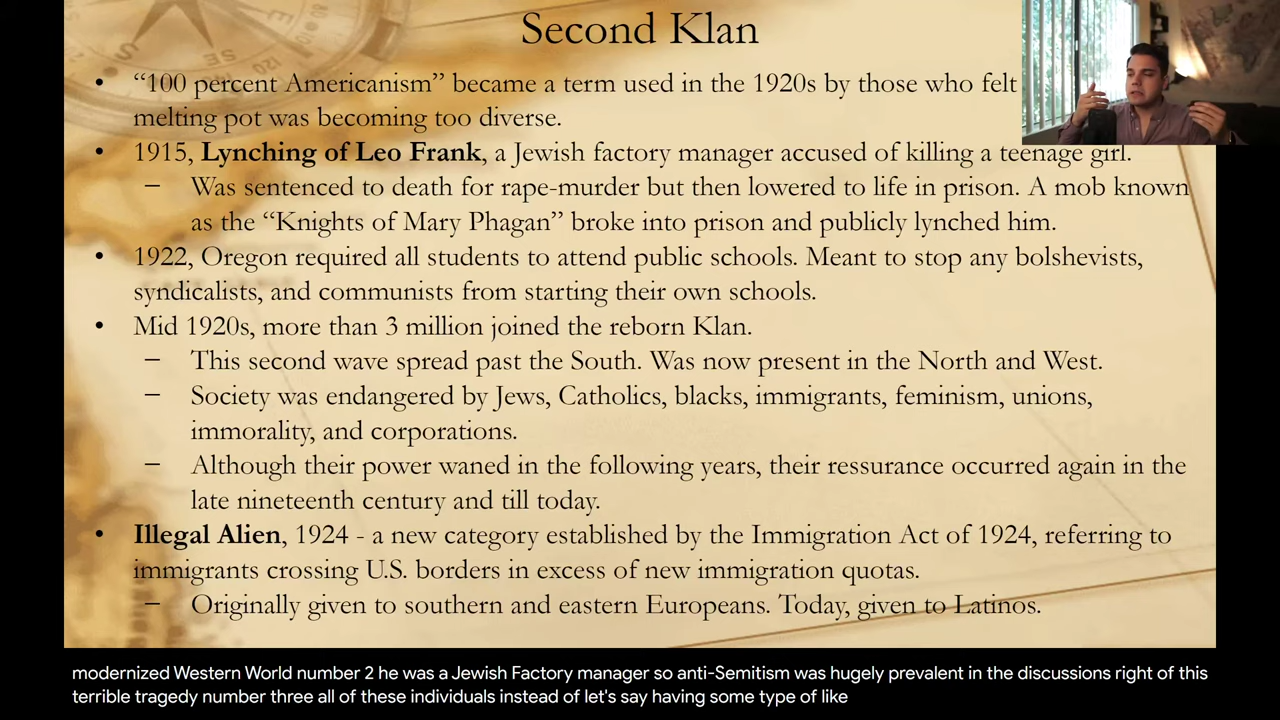 Second Klan
• “100 percent Americanism” became a term used in the 1920s by those who felt
melting pot was becoming too diverse.
• 1915, Lynching of Leo Frank, a Jewish factory manager accused of killing a teenage girl.
– Was sentenced to death for rape-murder but then lowered to life in prison. A mob known
as the “Knights of Mary Phagan” broke into prison and publicly lynched him.
• 1922, Oregon required all students to attend public schools. Meant to stop any bolshevists,
syndicalists, and communists from starting their own schools.
• Mid 1920s, more than 3 million joined the reborn Klan.
– This second wave spread past the South. Was now present in the North and West.
– Society was endangered by Jews, Catholics, blacks, immigrants, feminism, unions,
immorality, and corporations.
– Although their power waned in the following years, their ressurance occurred again in the
late nineteenth century and till today.
• Illegal Alien, 1924 - a new category established by the Immigration Act of 1924, referring to
immigrants crossing U.S. borders in excess of new immigration quotas.
– Originally given to southern and eastern Europeans. Today, given to Latinos.
modernized Western World number 2 he was a Jewish Factory manager so anti-Semitism was hugely prevalent in the discussions right of this
terrible tragedy number three all of these individuals instead of let's say having some type of like